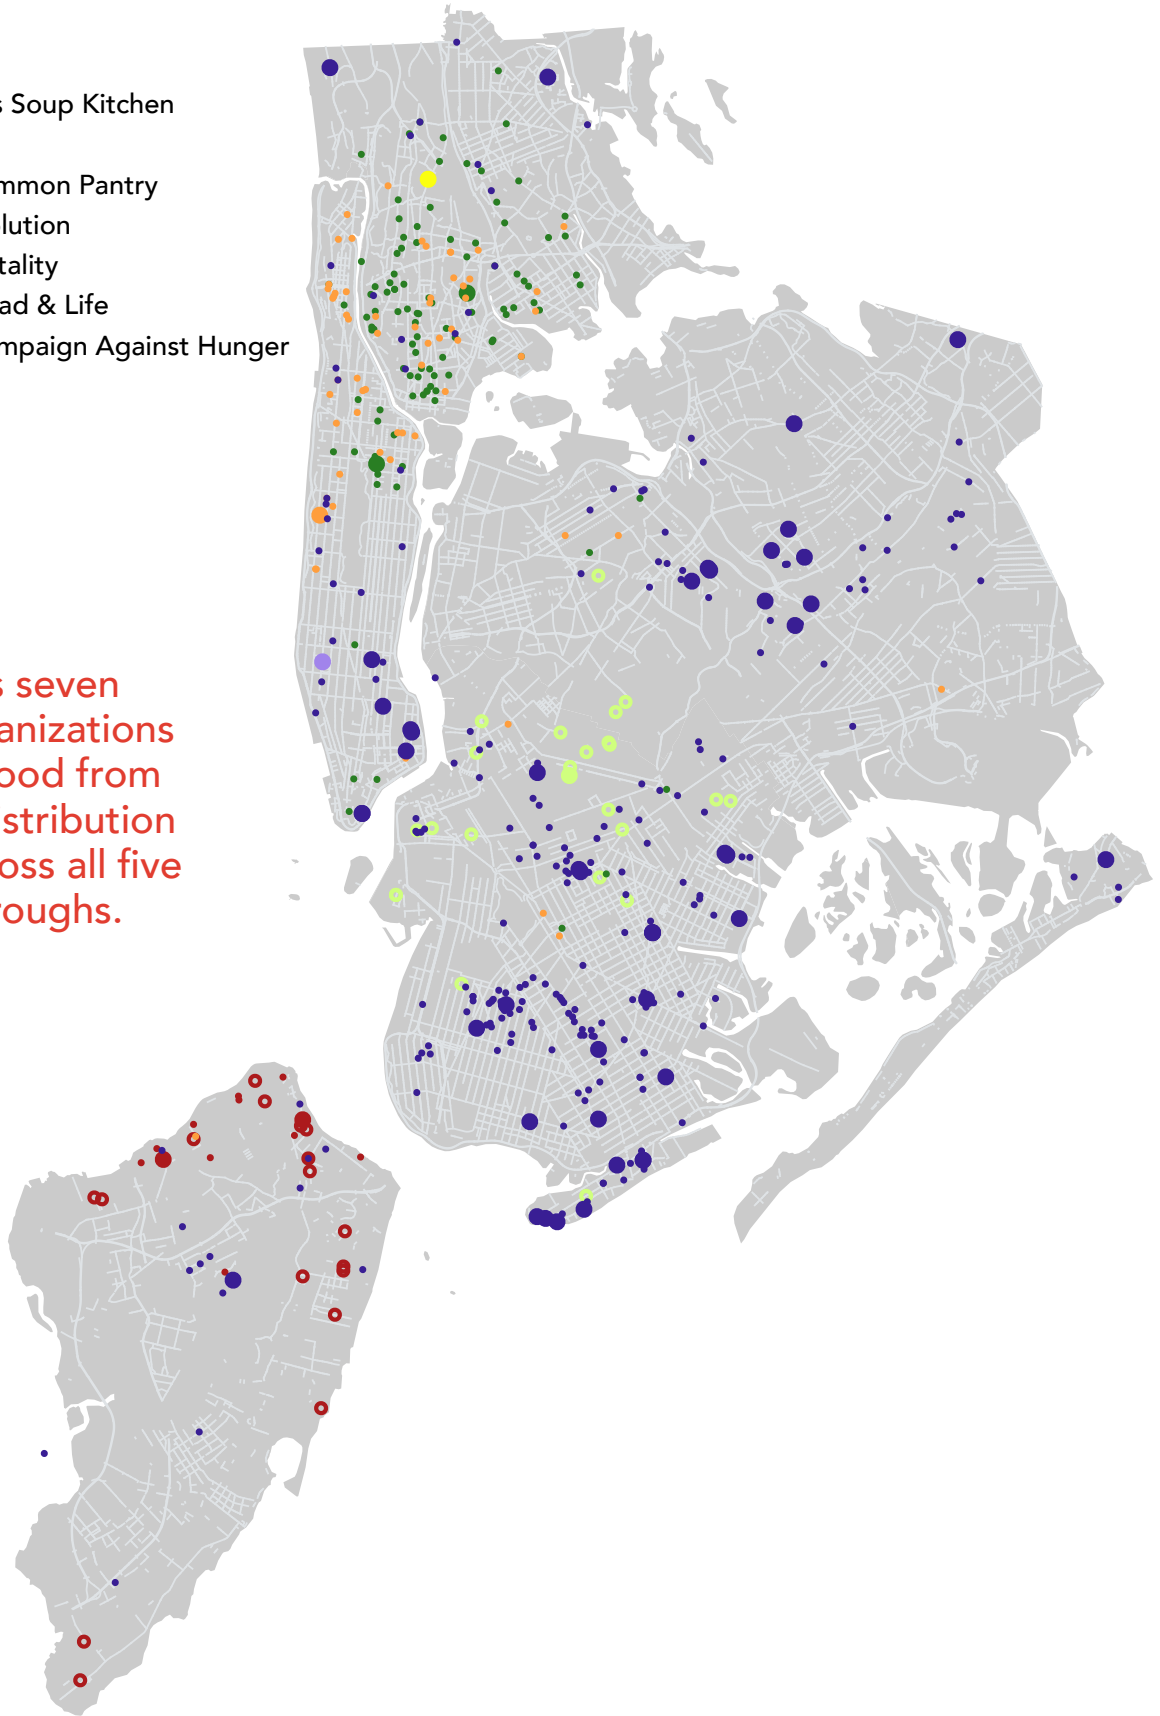 s Soup Kitchen
mmon Pantry
lution
tality
ad & Life
mpaign Against Hunger
s seven
anizations
ood from
stribution
oss all five
roughs.